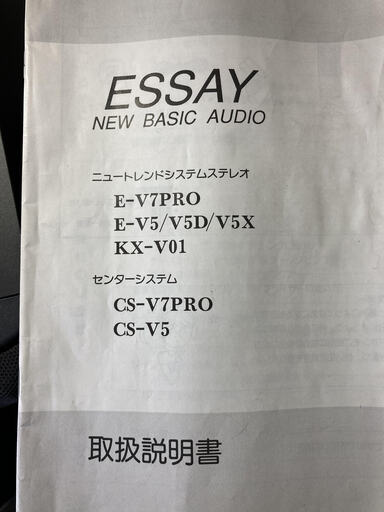 ESSAY
NEW BASIC AUDIO
ニュートレンドシステムステレオ
E-V7PRO
E-V5/V5D/V5X
KX-V01
センターシステム
CS-V7PRO
CS-V5
取扱説明書